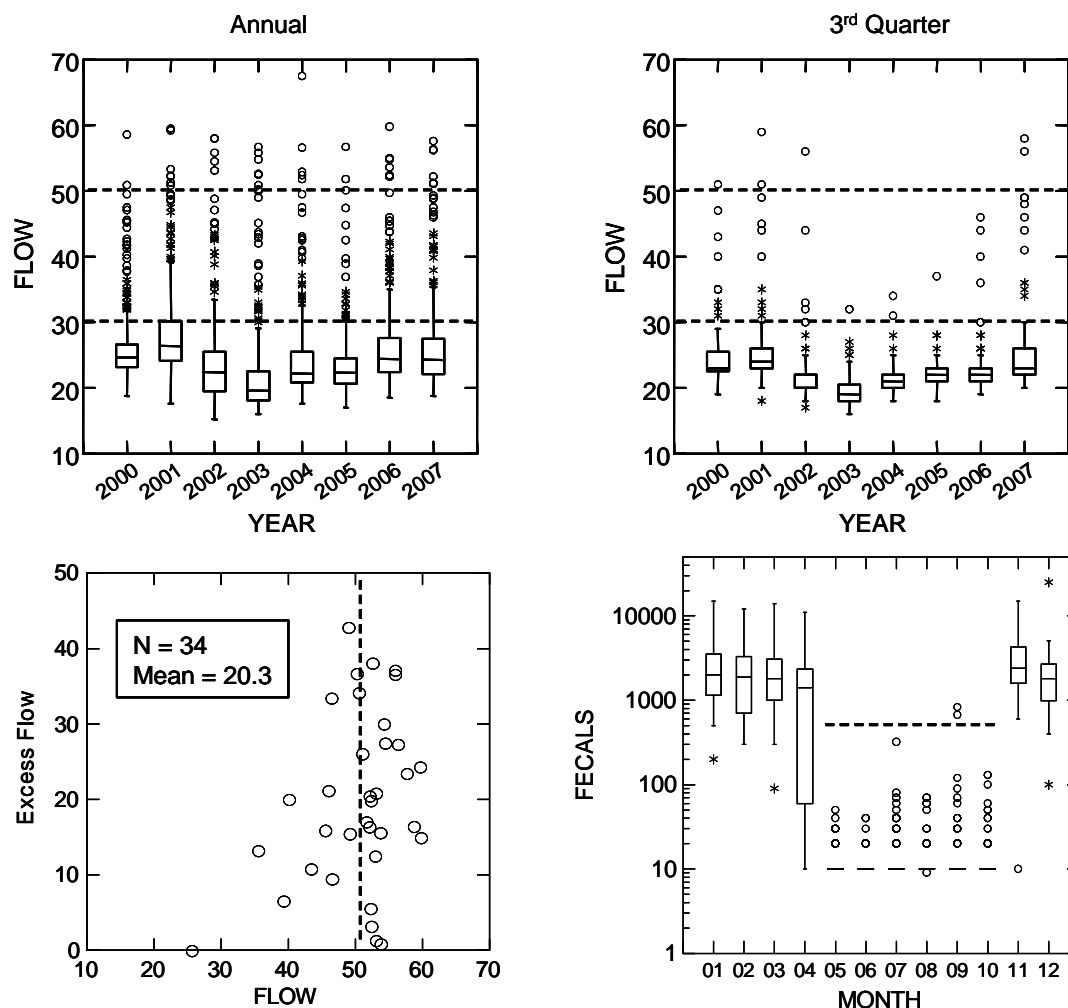 Annual
70
60
50
40
30
20
10
FLOW
2000
2001
2002
2003
2004
2005
2006
2007
YEAR
3rd Quarter
70
60
50
40
30
20
10
FLOW
2000
2001
2002
2003
2004
2005
2006
2007
YEAR
50
40
30
20
10
0
Excess Flow
N = 34
Mean = 20.3
10 20 30 40 50 60 70
FLOW
10000
1000
100
10
1
FECALS
01 02 03 04 05 06 07 08 09 10 11 12
MONTH